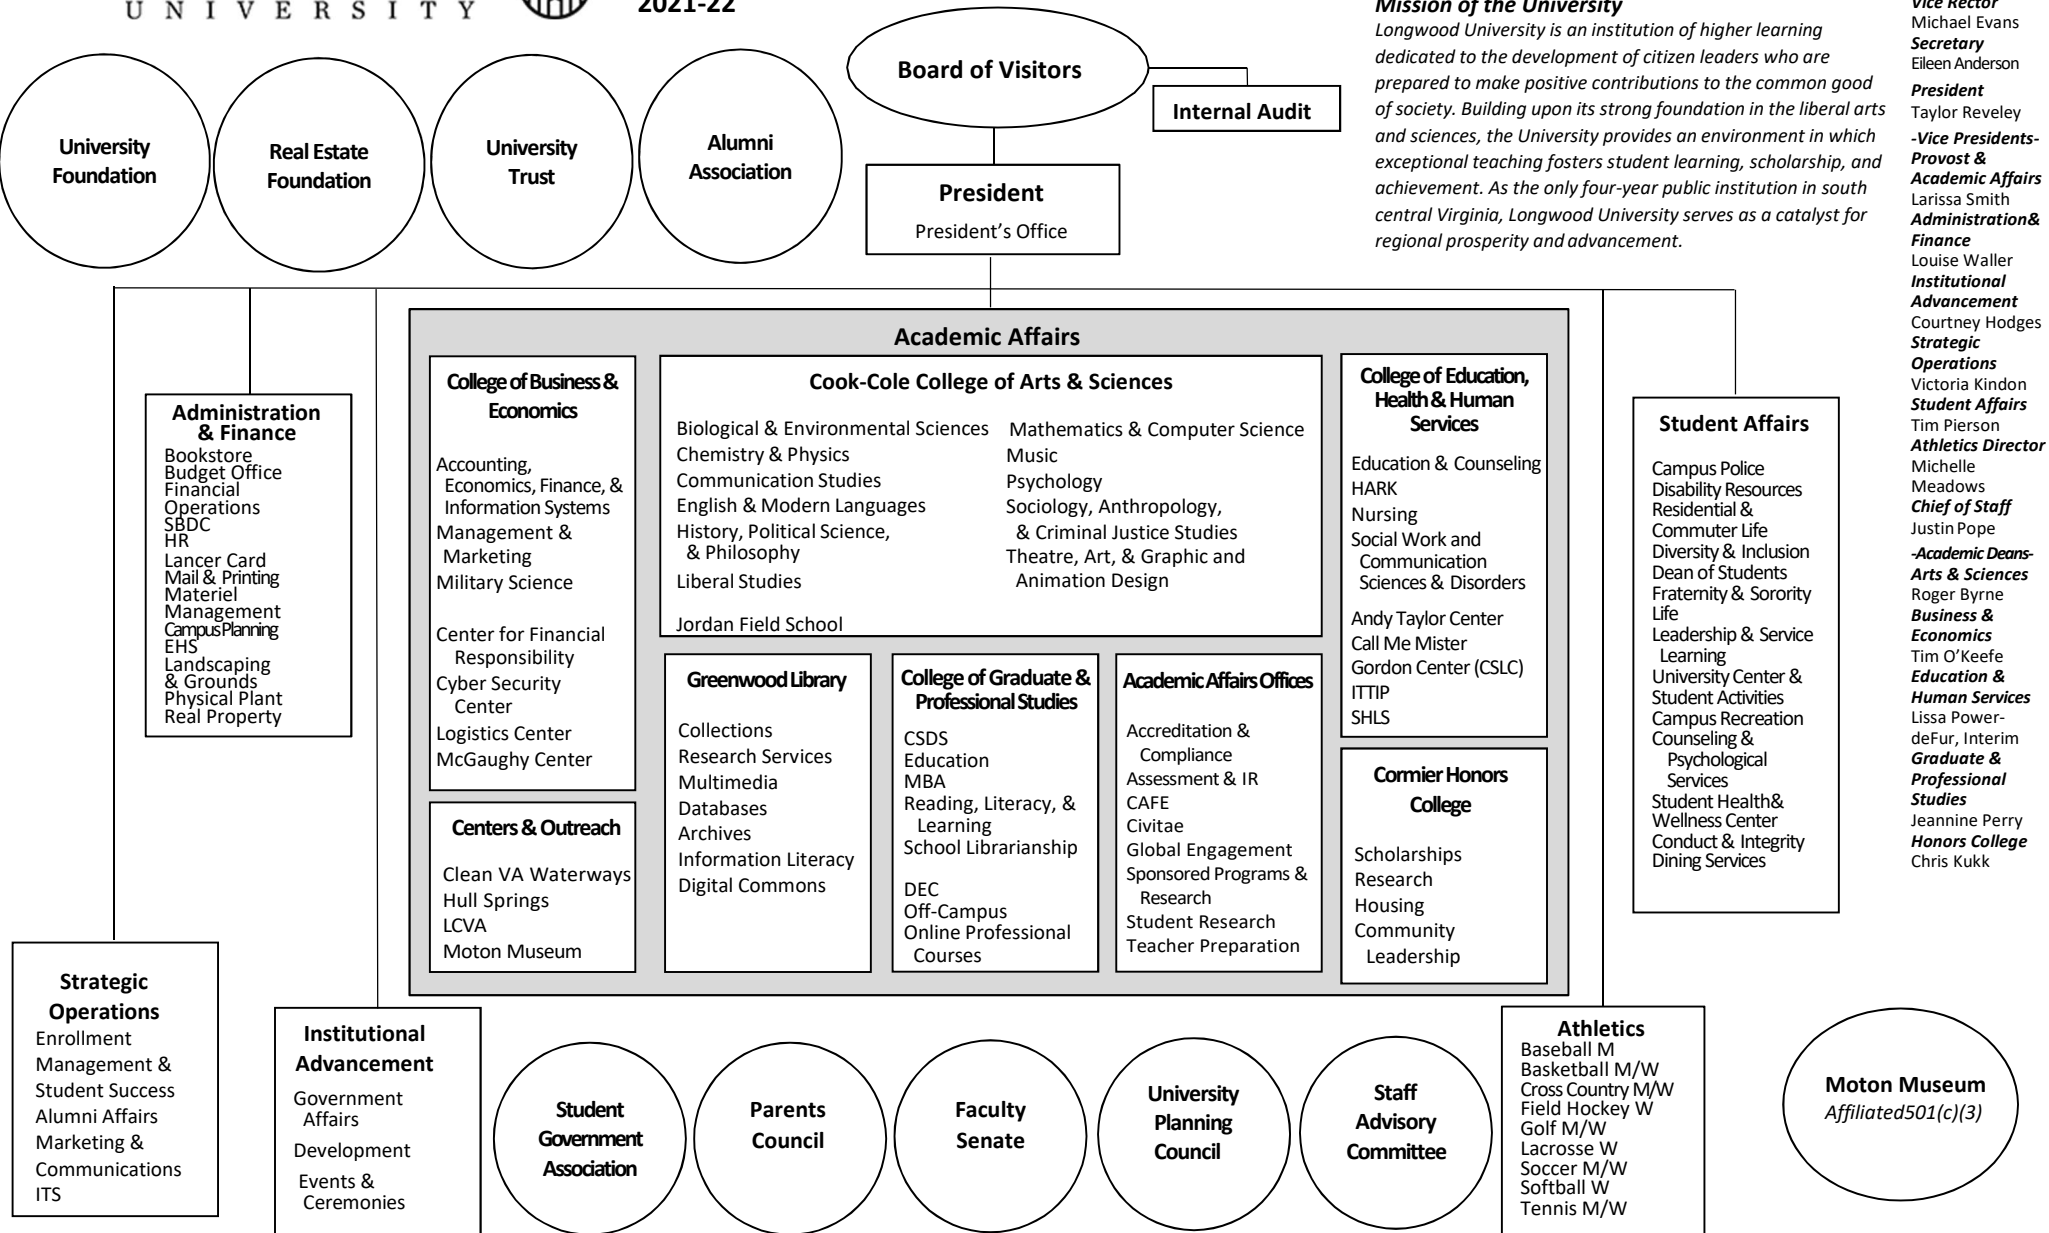 UNIVERSITY
2021-22
Mission of the University
Longwood University is an institution of higher learning
dedicated to the development of citizen leaders who are
prepared to make positive contributions to the common good
of society. Building upon its strong foundation in the liberal arts
and sciences, the University provides an environment in which
exceptional teaching fosters student learning, scholarship, and
achievement. As the only four-year public institution in south
central Virginia, Longwood University serves as a catalyst for
regional prosperity and advancement.
Vice Rector
Michael Evans
Secretary
Eileen Anderson
President
Taylor Reveley
-Vice Presidents-
Provost &
Academic Affairs
Larissa Smith
Administration&
Finance
Louise Waller
Institutional
Advancement
Courtney Hodges
Strategic
Operations
Victoria Kindon
Student Affairs
Tim Pierson
Athletics Director
Michelle
Meadows
Chief of Staff
Justin Pope
-Academic Deans-
Arts & Sciences
Roger Byrne
Business &
Economics
Tim O'Keefe
Education &
Human Services
Lissa Power-
deFur, Interim
Graduate &
Professional
Studies
Jeannine Perry
Honors College
Chris Kukk
University
Foundation
Real Estate
Foundation
University
Trust
Alumni
Association
Board of Visitors
Internal Audit
President
President's Office
Administration
& Finance
Bookstore
Budget Office
Financial
Operations
SBDC
HR
Lancer Card
Mail & Printing
Materiel
Management
Campus Planning
EHS
Landscaping
& Grounds
Physical Plant
Real Property
Academic Affairs
College of Business &
Economics
Accounting,
Economics, Finance, &
Information Systems
Management &
Marketing
Military Science
Center for Financial
Responsibility
Cyber Security
Center
Logistics Center
McGaughy Center
Cook-Cole College of Arts & Sciences
Biological & Environmental Sciences
Chemistry & Physics
Communication Studies
English & Modern Languages
History, Political Science,
& Philosophy
Liberal Studies
Jordan Field School
Mathematics & Computer Science
Music
Psychology
Sociology, Anthropology,
& Criminal Justice Studies
Theatre, Art, & Graphic and
Animation Design
College of Education,
Health & Human
Services
Education & Counseling
HARK
Nursing
Social Work and
Communication
Sciences & Disorders
Andy Taylor Center
Call Me Mister
Gordon Center (CSLC)
ITTIP
SHLS
Centers & Outreach
Clean VA Waterways
Hull Springs
LCVA
Moton Museum
Greenwood Library
Collections
Research Services
Multimedia
Databases
Archives
Information Literacy
Digital Commons
College of Graduate &
Professional Studies
CSDS
Education
MBA
Reading, Literacy, &
Learning
School Librarianship
DEC
Off-Campus
Online Professional
Courses
Academic Affairs Offices
Accreditation &
Compliance
Assessment & IR
CAFE
Civitae
Global Engagement
Sponsored Programs &
Research
Student Research
Teacher Preparation
Cormier Honors
College
Scholarships
Research
Housing
Community
Leadership
Student Affairs
Campus Police
Disability Resources
Residential &
Commuter Life
Diversity & Inclusion
Dean of Students
Fraternity & Sorority
Life
Leadership & Service
Learning
University Center &
Student Activities
Campus Recreation
Counseling &
Psychological
Services
Student Health&
Wellness Center
Conduct & Integrity
Dining Services
Strategic
Operations
Enrollment
Management &
Student Success
Alumni Affairs
Marketing &
Communications
ITS
Institutional
Advancement
Government
Affairs
Development
Events &
Ceremonies
Student
Government
Association
Parents
Council
Faculty
Senate
University
Planning
Council
Staff
Advisory
Committee
Athletics
Baseball M
Basketball M/W
Cross Country M/W
Field Hockey W
Golf M/W
Lacrosse W
Soccer M/W
Softball W
Tennis M/W
Moton Museum
Affiliated501(c)(3)